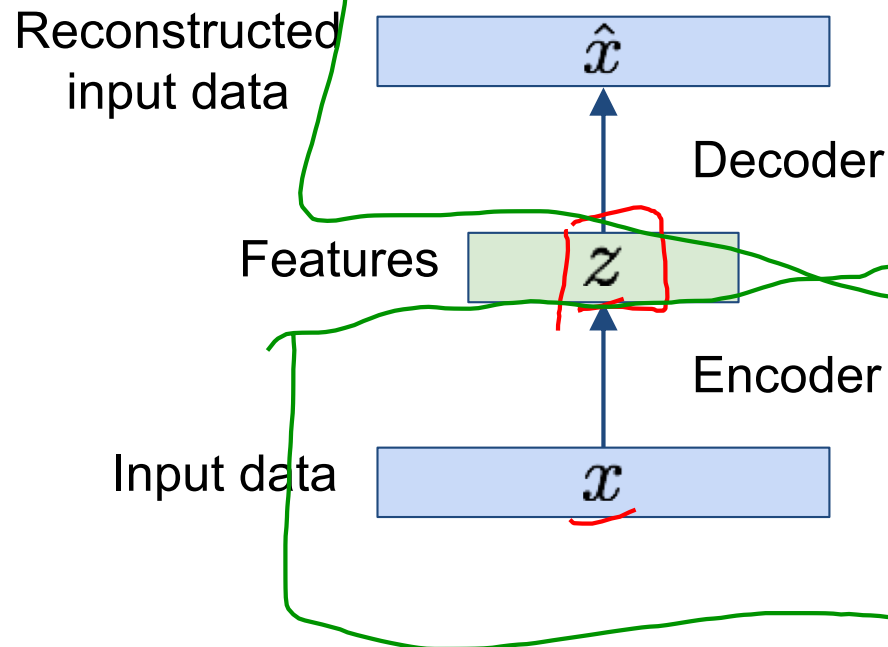 Reconstructed
input data
x̂
Decoder
Features
z
Encoder
Input data
x